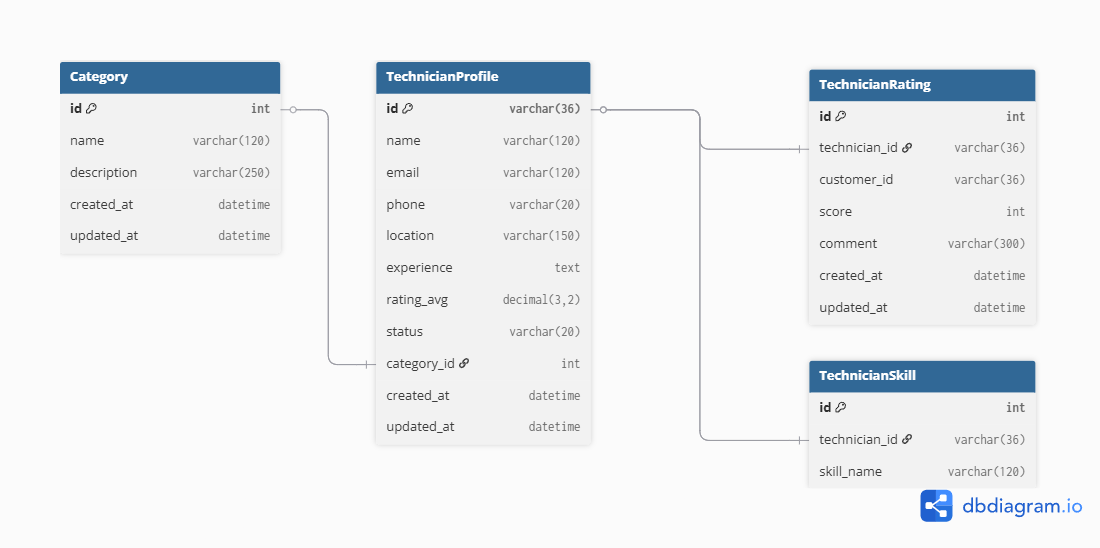 Category
id int
name varchar(120)
description varchar(250)
created_at datetime
updated_at datetime
TechnicianProfile
id varchar(36)
name varchar(120)
email varchar(120)
phone varchar(20)
location varchar(150)
experience text
rating_avg decimal(3,2)
status varchar(20)
category_id int
created_at datetime
updated_at datetime
TechnicianRating
id int
technician_id varchar(36)
customer_id varchar(36)
score int
comment varchar(300)
created_at datetime
updated_at datetime
TechnicianSkill
id int
technician_id varchar(36)
skill_name varchar(120)
dbdiagram.io